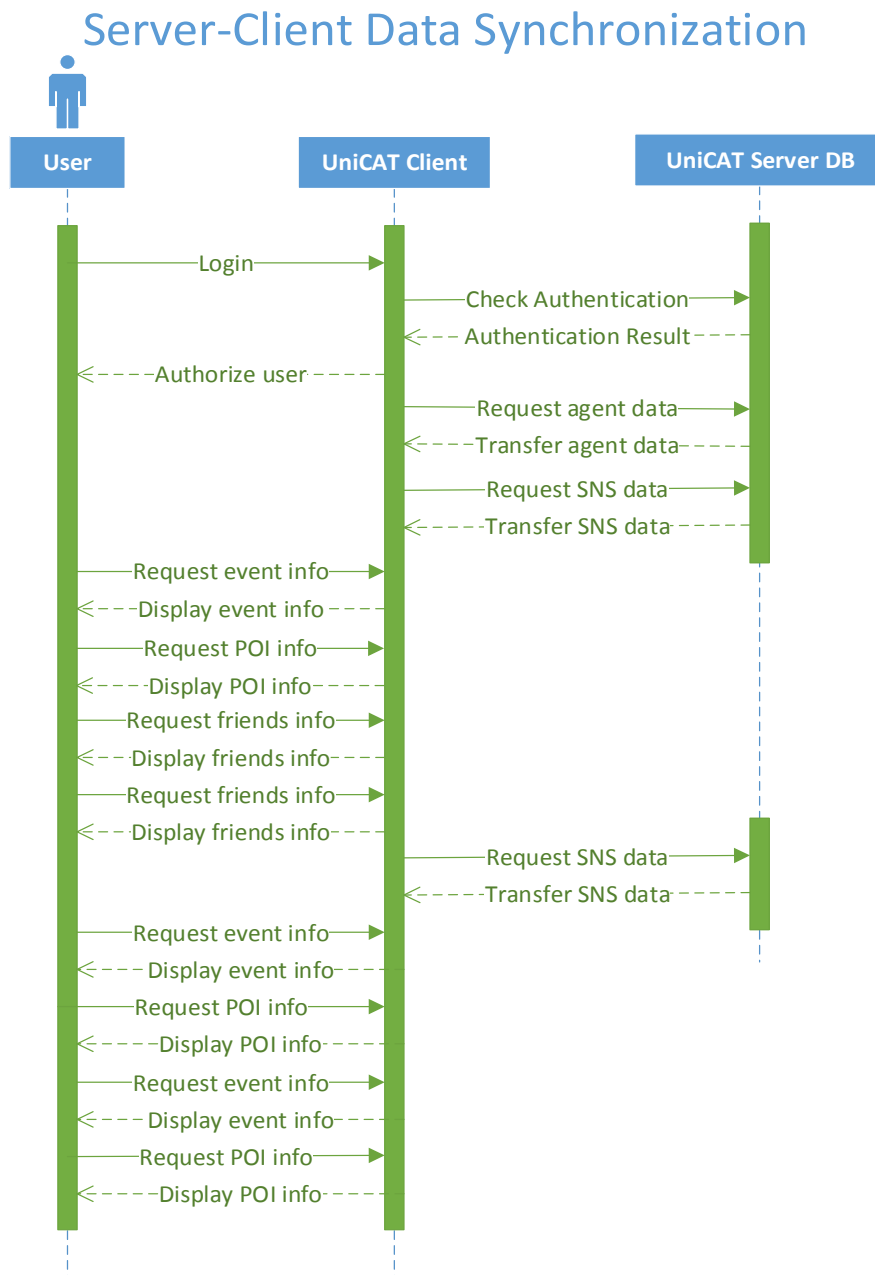 Server-Client Data Synchronization
User
UniCAT Client
UniCAT Server DB
Login
Check Authentication
Authentication Result
Authorize user
Request agent data
Transfer agent data
Request SNS data
Transfer SNS data
Request event info
Display event info
Request POI info
Display POI info
Request friends info
Display friends info
Request friends info
Display friends info
Request SNS data
Transfer SNS data
Request event info
Display event info
Request POI info
Display POI info
Request event info
Display event info
Request POI info
Display POI info